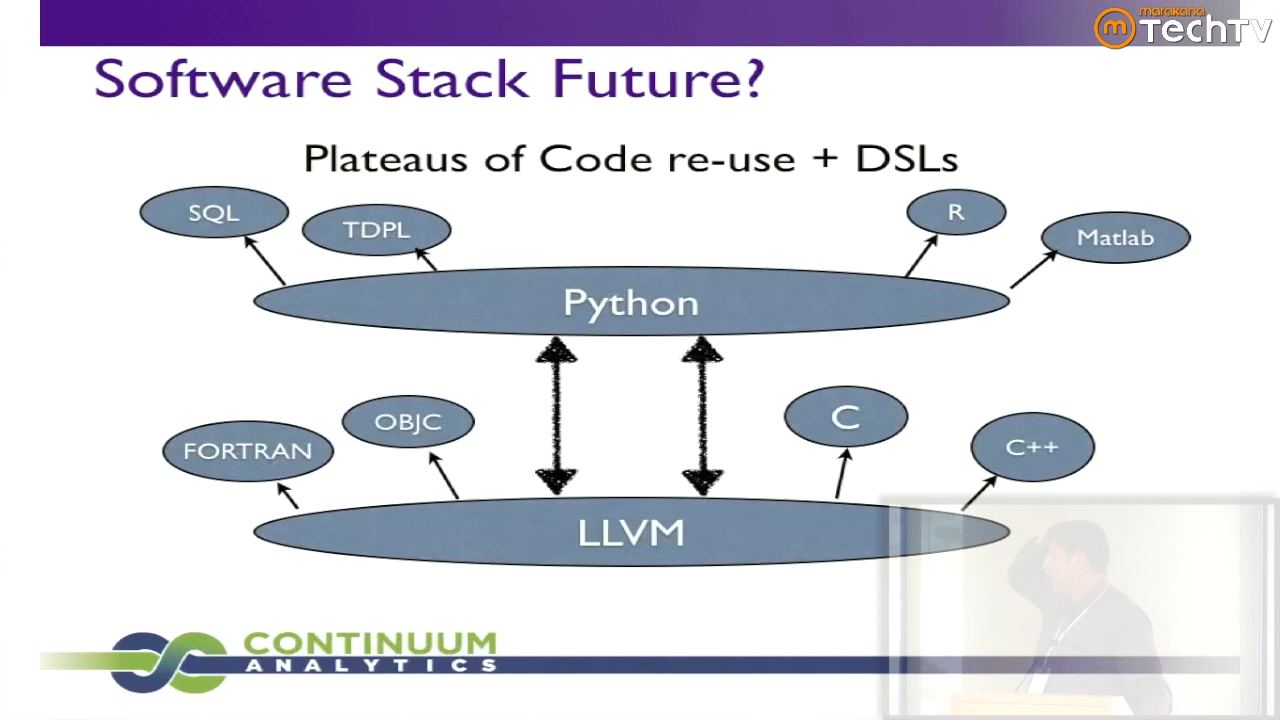 marakana
m TechTV
Software Stack Future?
Plateaus of Code re-use + DSLs
SQL
TDPL
R
Matlab
Python
FORTRAN
OBJC
C
C++
LLVM
CONTINUUM
ANALYTICS